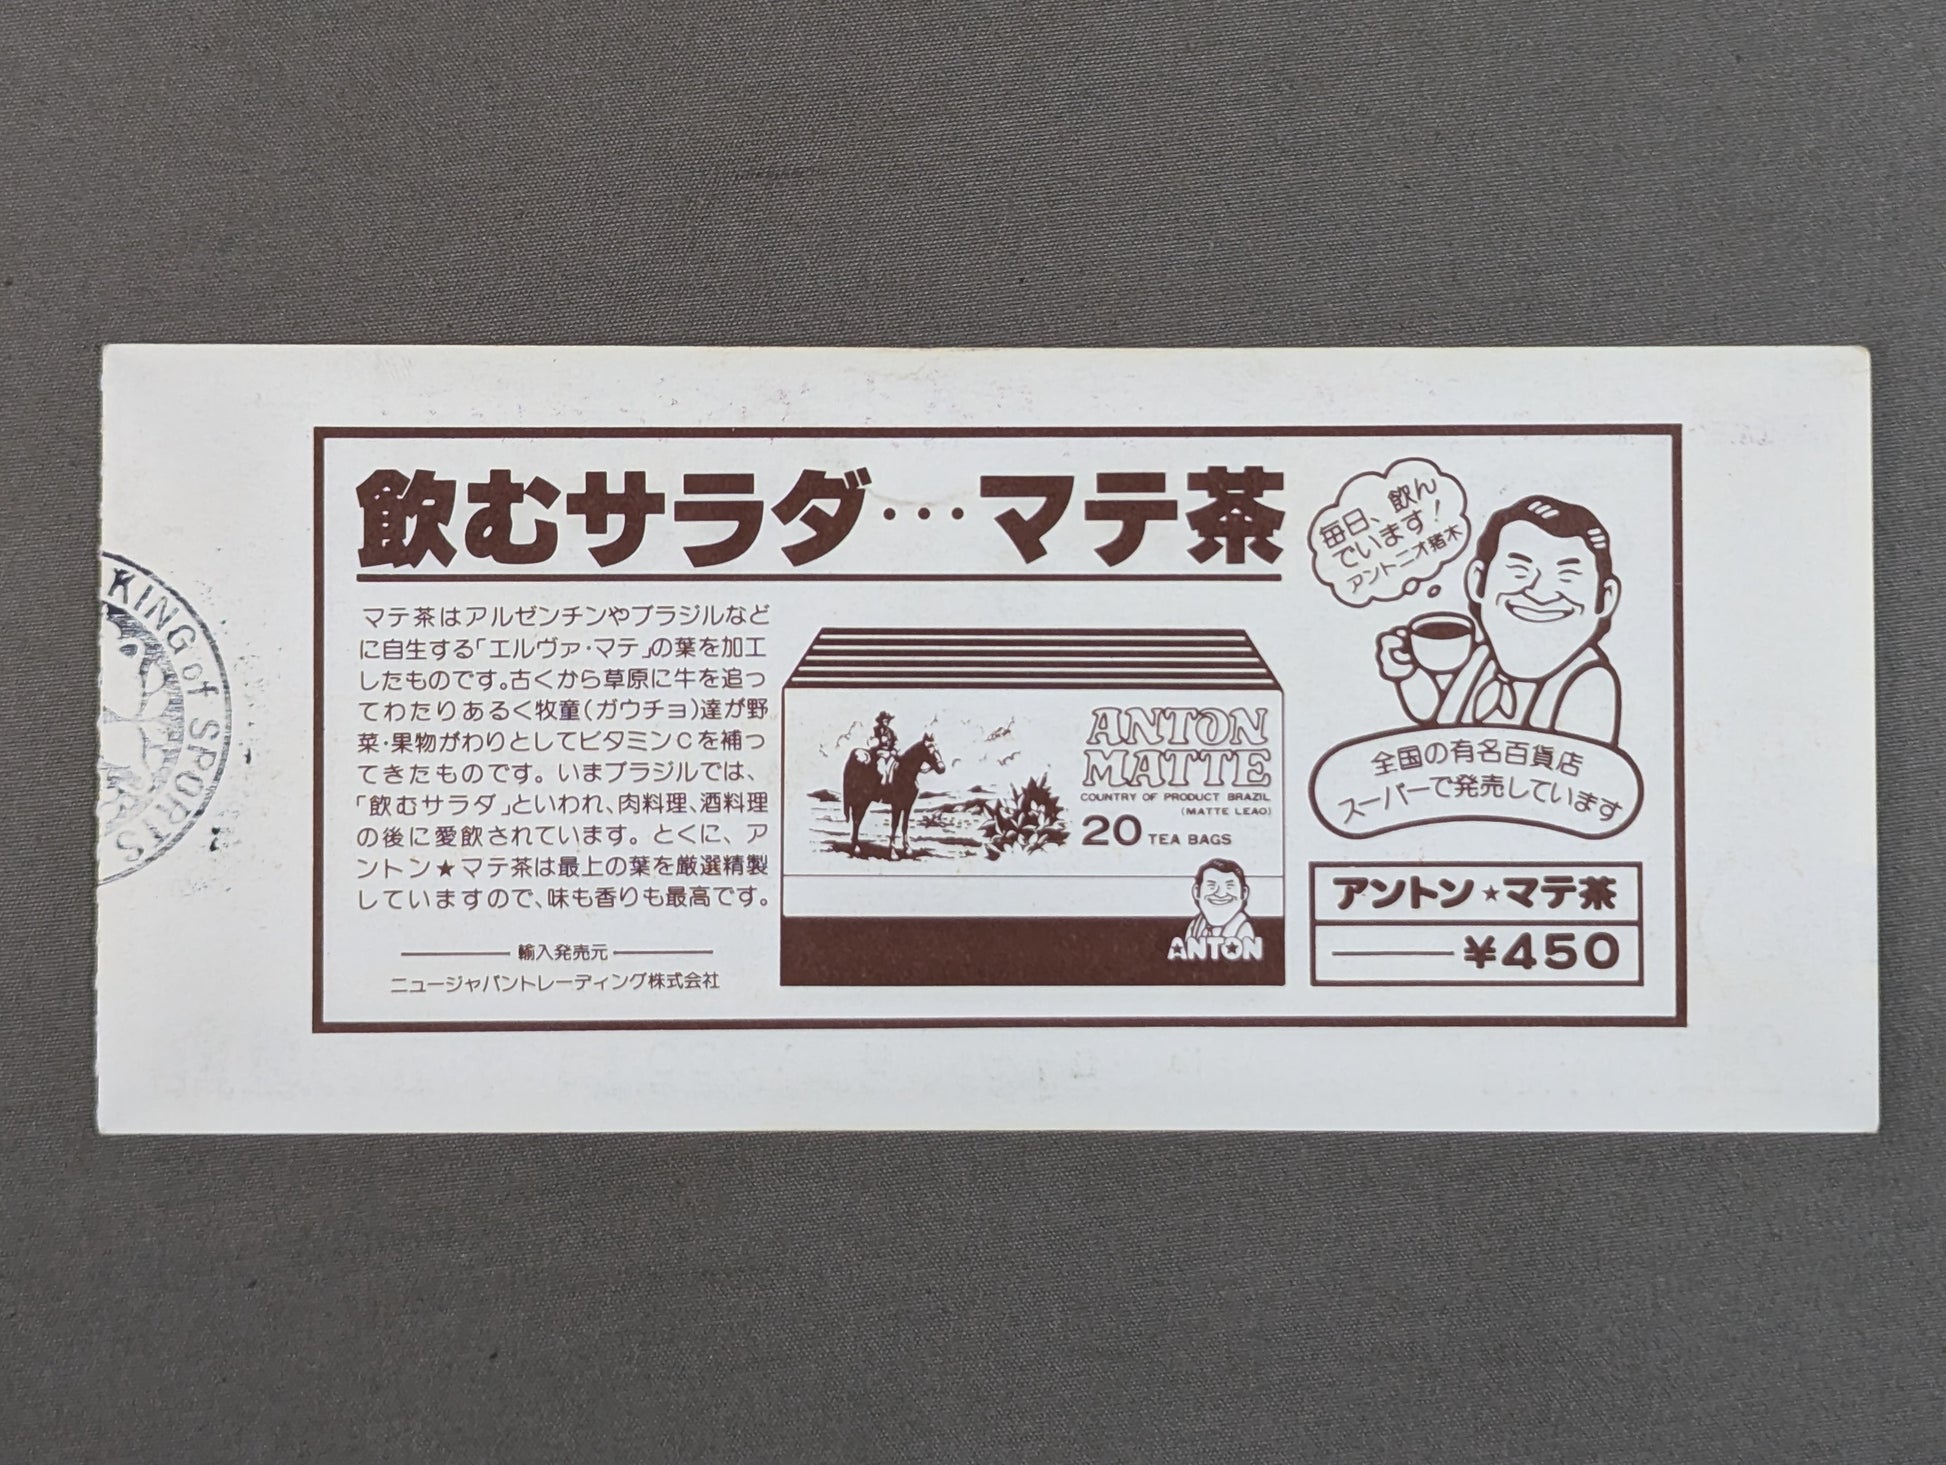 飲むサラダ…マテ茶
マテ茶はアルゼンチンやブラジルなど
に自生する「エルヴァ・マテ」の葉を加工
したものです。古くから草原に牛を追っ
てわたりあるく牧童(ガウチョ)達が野
菜・果物がわりとしてビタミンCを補っ
てきたものです。いまブラジルでは、
「飲むサラダ」といわれ、肉料理、酒料理
の後に愛飲されています。とくに、ア
ントン★マテ茶は最上の葉を厳選精製
していますので、味も香りも最高です。
輸入発売元
ニュージャパントレーディング株式会社
ANTON
MATTE
COUNTRY OF PRODUCT BRAZIL
(MATTE LEAO)
20 TEA BAGS
ANTON
毎日、飲ん
でいます!
アントニオ猪木
全国の有名百貨店
スーパーで発売しています
アントン★マテ茶
¥450
KING of SPORTS